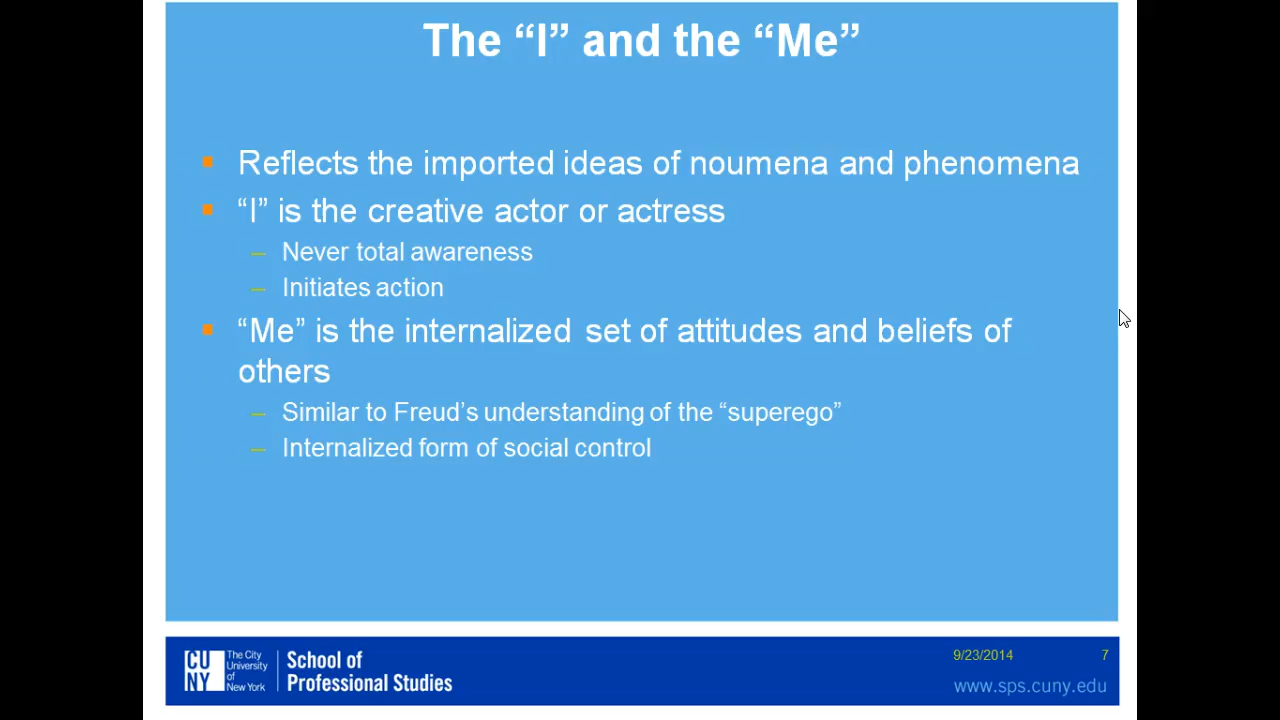 The “I” and the “Me”
Reflects the imported ideas of noumena and phenomena
“I” is the creative actor or actress
– Never total awareness
– Initiates action
“Me” is the internalized set of attitudes and beliefs of
others
– Similar to Freud’s understanding of the “superego”
– Internalized form of social control
CU
NY
The City
University
of
New York
School of
Professional Studies
9/23/2014
7
www.sps.cuny.edu